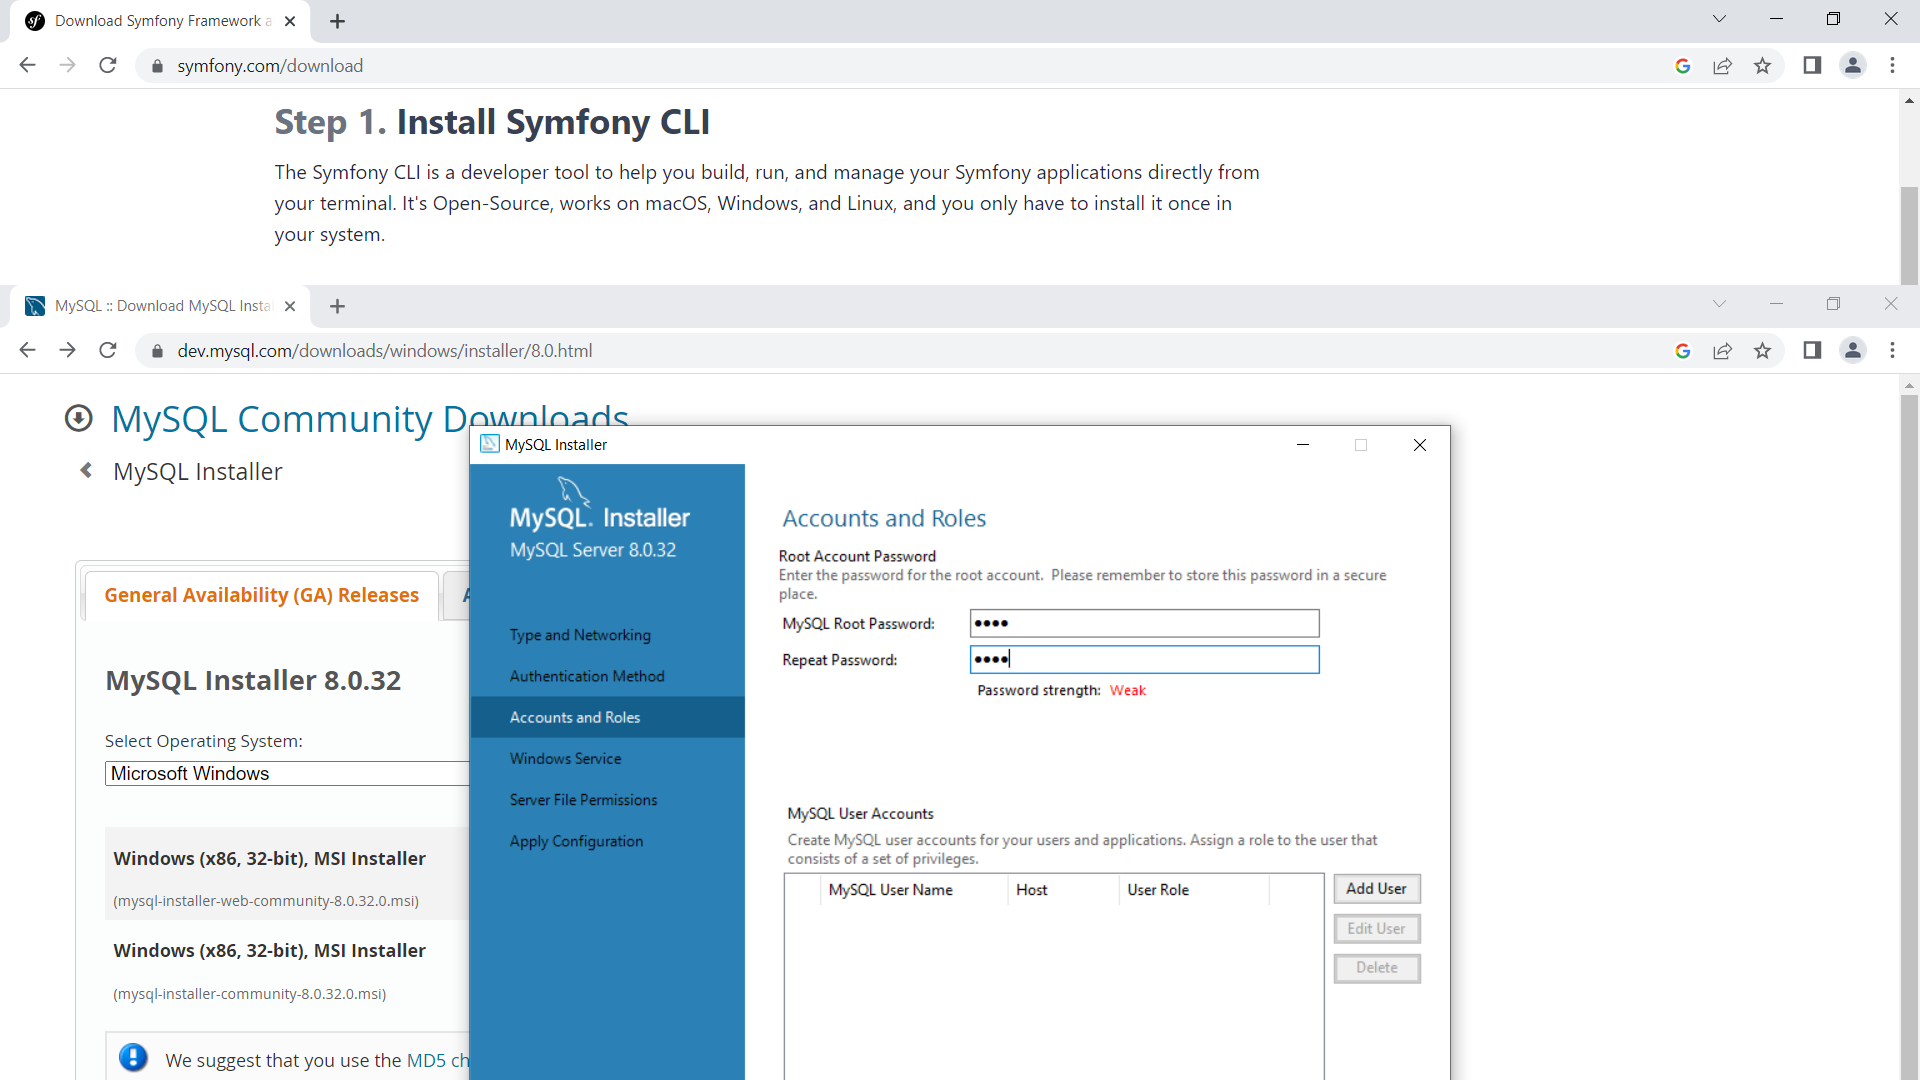 Download Symfony Framework a
symfony.com/download
Step 1. Install Symfony CLI
The Symfony CLI is a developer tool to help you build, run, and manage your Symfony applications directly from
your terminal. It's Open-Source, works on macOS, Windows, and Linux, and you only have to install it once in
your system.
MySQL :: Download MySQL Insta
dev.mysql.com/downloads/windows/installer/8.0.html
MySQL Community Downloads
MySQL Installer
General Availability (GA) Releases
A
MySQL Installer 8.0.32
Select Operating System:
Microsoft Windows
Windows (x86, 32-bit), MSI Installer
(mysql-installer-web-community-8.0.32.0.msi)
Windows (x86, 32-bit), MSI Installer
(mysql-installer-community-8.0.32.0.msi)
We suggest that you use the MD5 ch
MySQL Installer
MySQL. Installer
MySQL Server 8.0.32
Type and Networking
Authentication Method
Accounts and Roles
Windows Service
Server File Permissions
Apply Configuration
Accounts and Roles
Root Account Password
Enter the password for the root account. Please remember to store this password in a secure
place.
MySQL Root Password: ••••
Repeat Password: ••••
Password strength: Weak
MySQL User Accounts
Create MySQL user accounts for your users and applications. Assign a role to the user that
consists of a set of privileges.
MySQL User Name Host User Role
Add User
Edit User
Delete